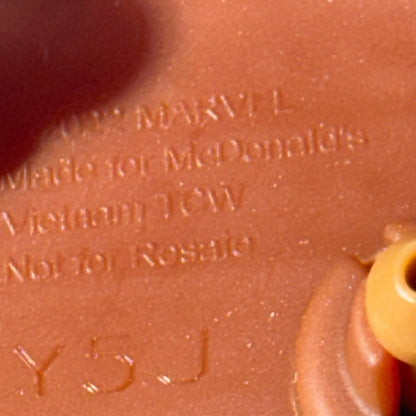 2022 MARVEL
Made for McDonald's
Vietnam TCW
Not for Resale
Y5J